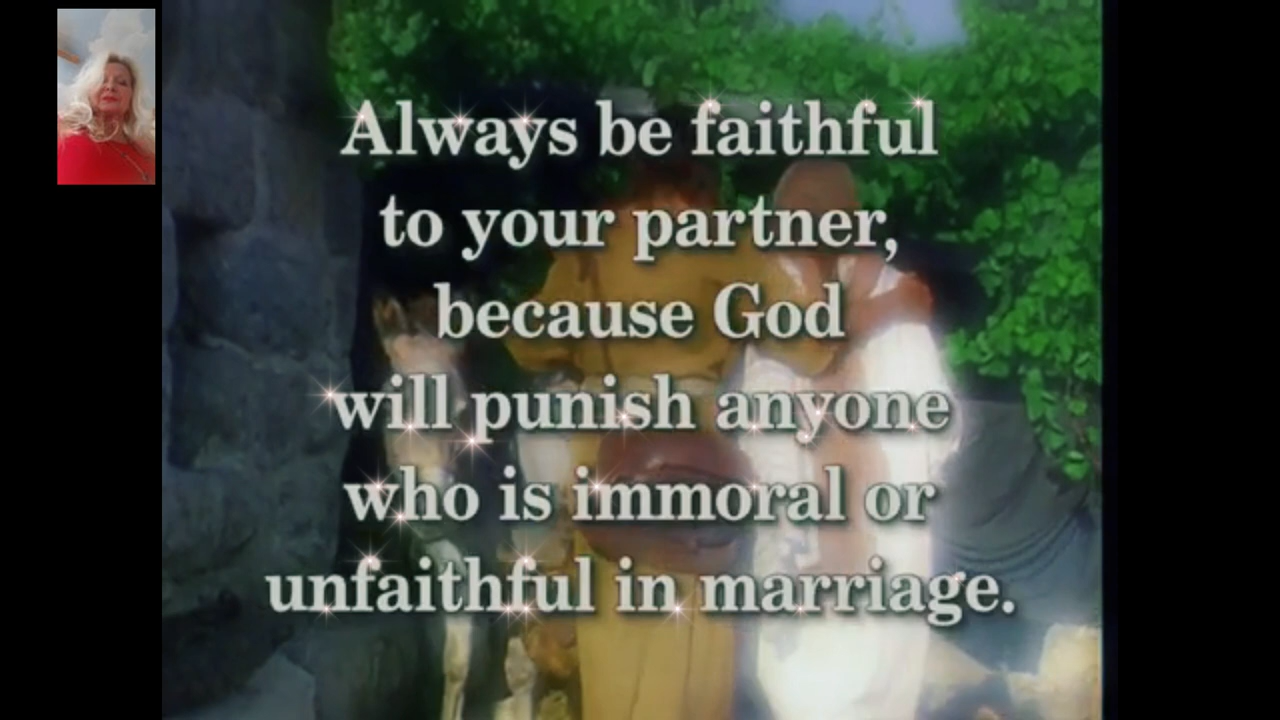 Always be faithful
to your partner,
because God
will punish anyone
who is immoral or
unfaithful in marriage.